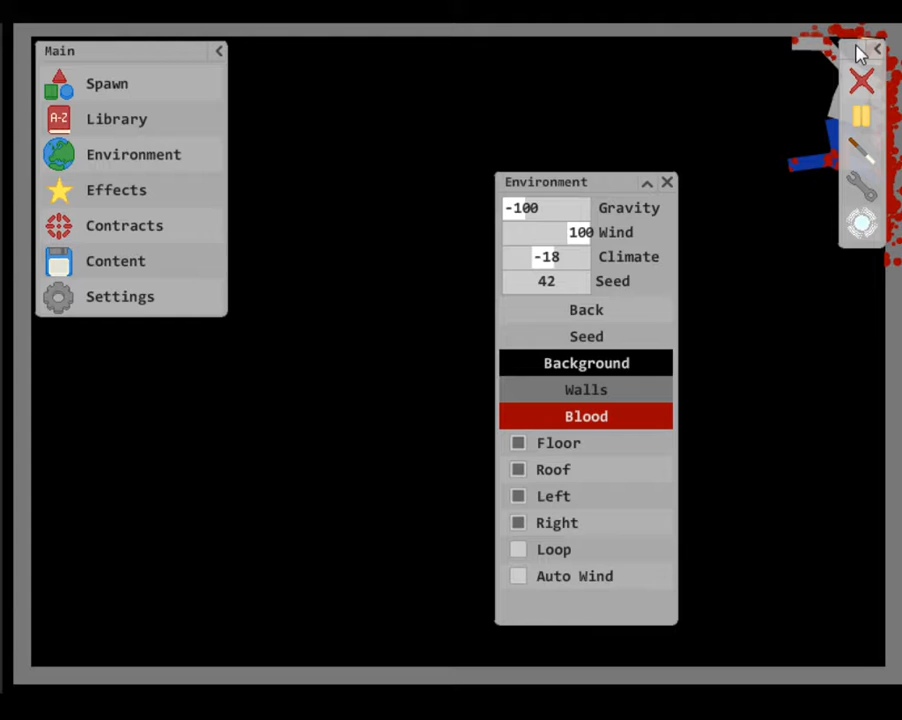 Main
Spawn
A-Z
Library
Environment
Effects
Contracts
Content
Settings
Environment
-100 Gravity
100 Wind
-18 Climate
42 Seed
Back
Seed
Background
Walls
Blood
Floor
Roof
Left
Right
Loop
Auto Wind